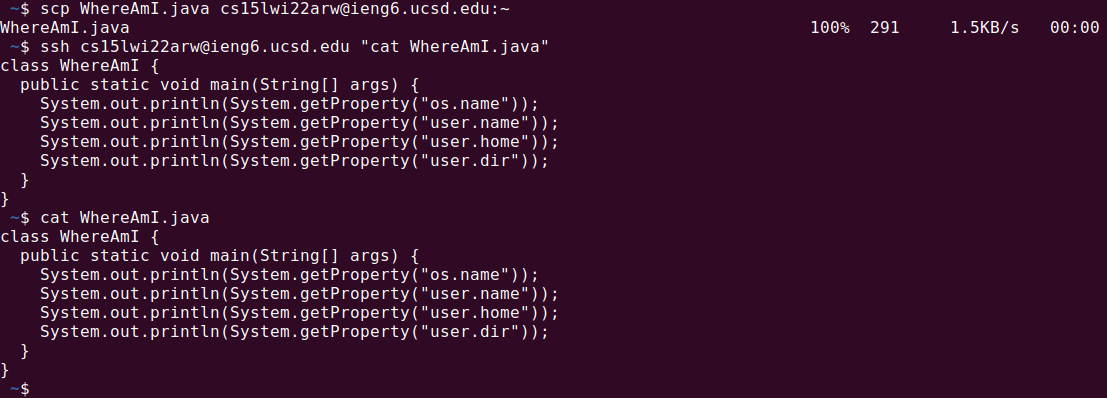 ~$ scp WhereAmI.java cs15lwi22arw@ieng6.ucsd.edu:~
WhereAmI.java 100% 291 1.5KB/s 00:00
~$ ssh cs15lwi22arw@ieng6.ucsd.edu "cat WhereAmI.java"
class WhereAmI {
  public static void main(String[] args) {
    System.out.println(System.getProperty("os.name"));
    System.out.println(System.getProperty("user.name"));
    System.out.println(System.getProperty("user.home"));
    System.out.println(System.getProperty("user.dir"));
  }
}
~$ cat WhereAmI.java
class WhereAmI {
  public static void main(String[] args) {
    System.out.println(System.getProperty("os.name"));
    System.out.println(System.getProperty("user.name"));
    System.out.println(System.getProperty("user.home"));
    System.out.println(System.getProperty("user.dir"));
  }
}
~$